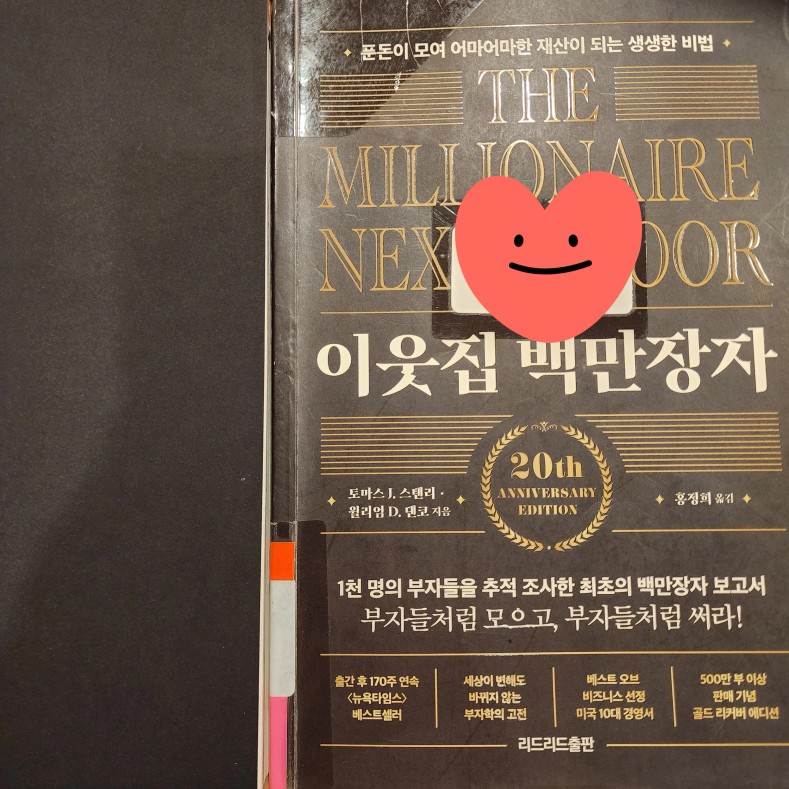 푼돈이 모여 어마어마한 재산이 되는 생생한 비법
THE
MILLIONAIRE
NEX OOR
이웃집 백만장자
20th
ANNIVERSARY
EDITION
토마스 J. 스탠리 ·
윌리엄 D. 댄코 지음
홍정희 옮김
1천 명의 부자들을 추적 조사한 최초의 백만장자 보고서
부자들처럼 모으고, 부자들처럼 써라!
출간 후 170주 연속
〈뉴욕타임스〉
베스트셀러
세상이 변해도
바뀌지 않는
부자학의 고전
베스트 오브
비즈니스 선정
미국 10대 경영서
500만 부 이상
판매 기념
골드 리커버 에디션
리드리드출판